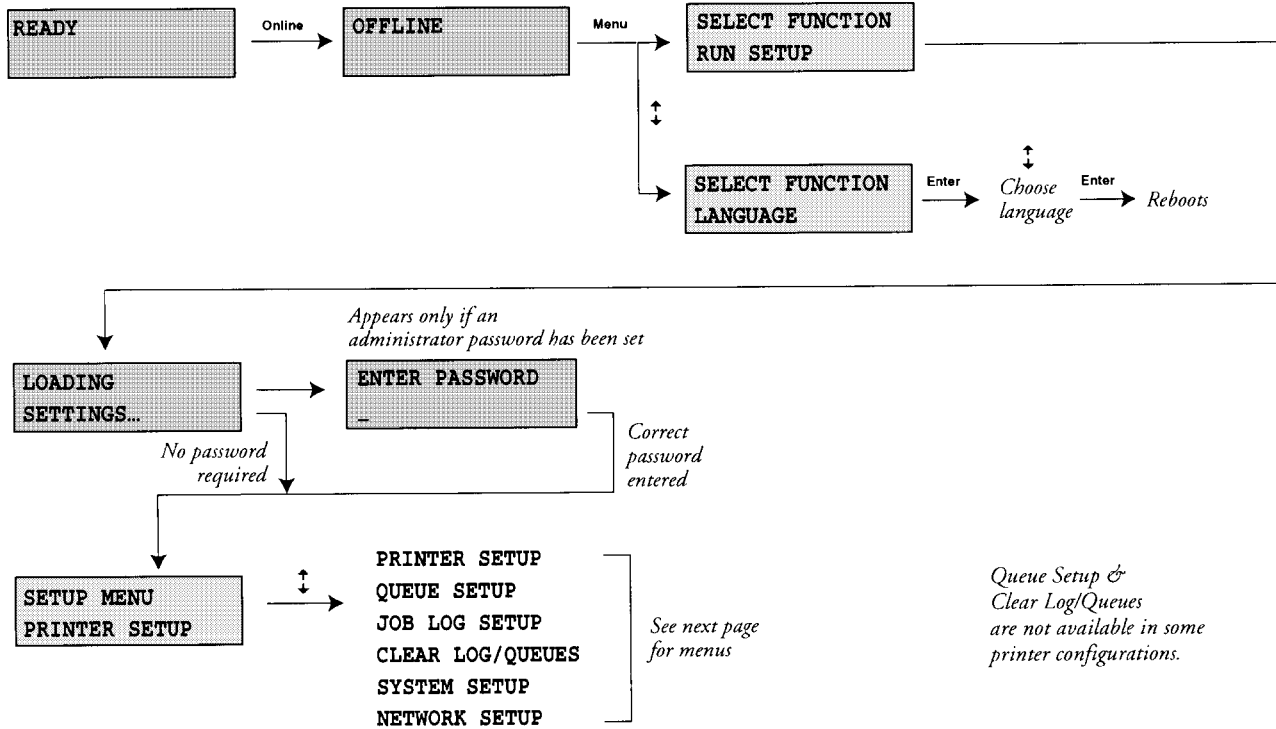 READY
Online
OFFLINE
Menu
SELECT FUNCTION
RUN SETUP
SELECT FUNCTION
LANGUAGE
Enter
Choose
language
Enter
Reboots
Appears only if an
administrator password has been set
LOADING
SETTINGS…
ENTER PASSWORD
_
No password
required
Correct
password
entered
SETUP MENU
PRINTER SETUP
PRINTER SETUP
QUEUE SETUP
JOB LOG SETUP
CLEAR LOG/QUEUES
SYSTEM SETUP
NETWORK SETUP
See next page
for menus
Queue Setup &
Clear Log/Queues
are not available in some
printer configurations.